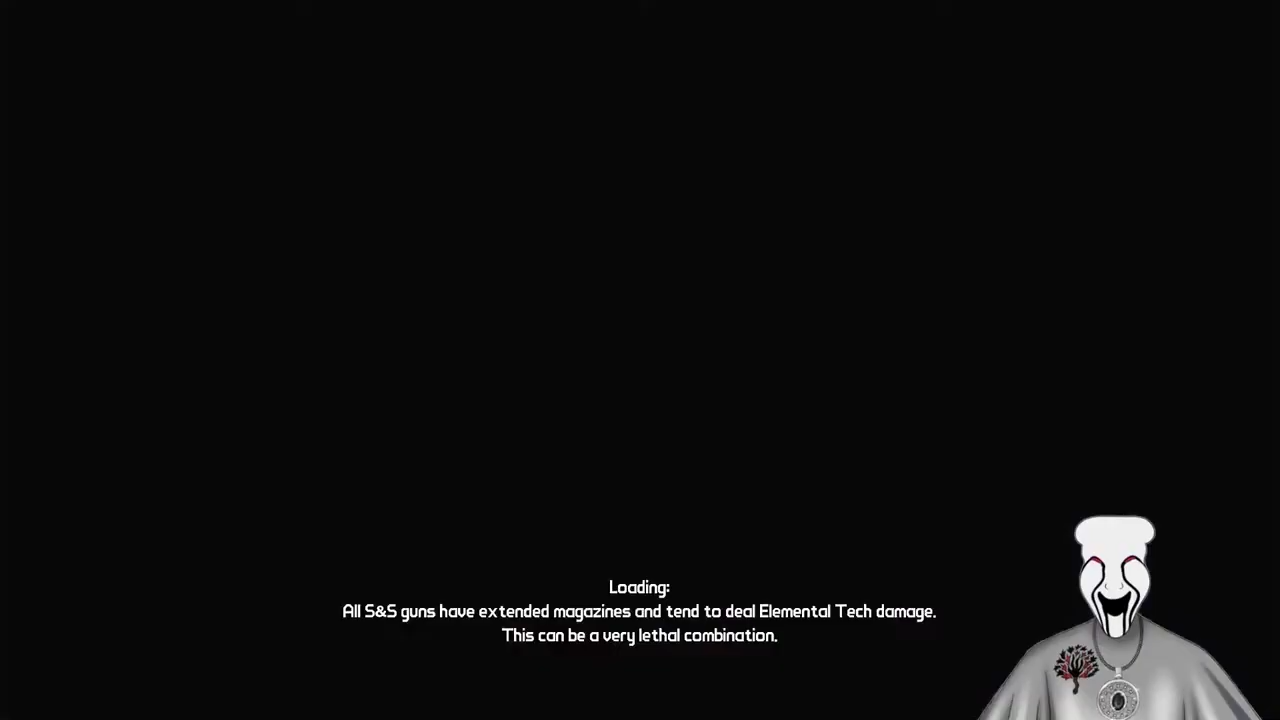 Loading:
All S&S guns have extended magazines and tend to deal Elemental Tech damage.
This can be a very lethal combination.